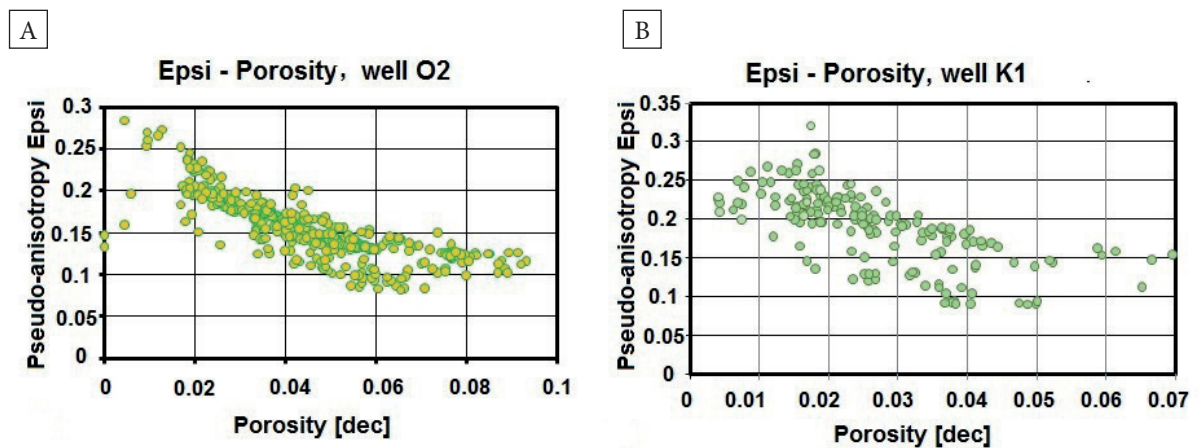 A
Epsi - Porosity, well O2
Pseudo-anisotropy Epsi
0.3
0.25
0.2
0.15
0.1
0.05
0
0 0.02 0.04 0.06 0.08 0.1
Porosity [dec]
B
Epsi - Porosity, well K1
Pseudo-anisotropy Epsi
0.35
0.3
0.25
0.2
0.15
0.1
0.05
0
0 0.01 0.02 0.03 0.04 0.05 0.06 0.07
Porosity [dec]